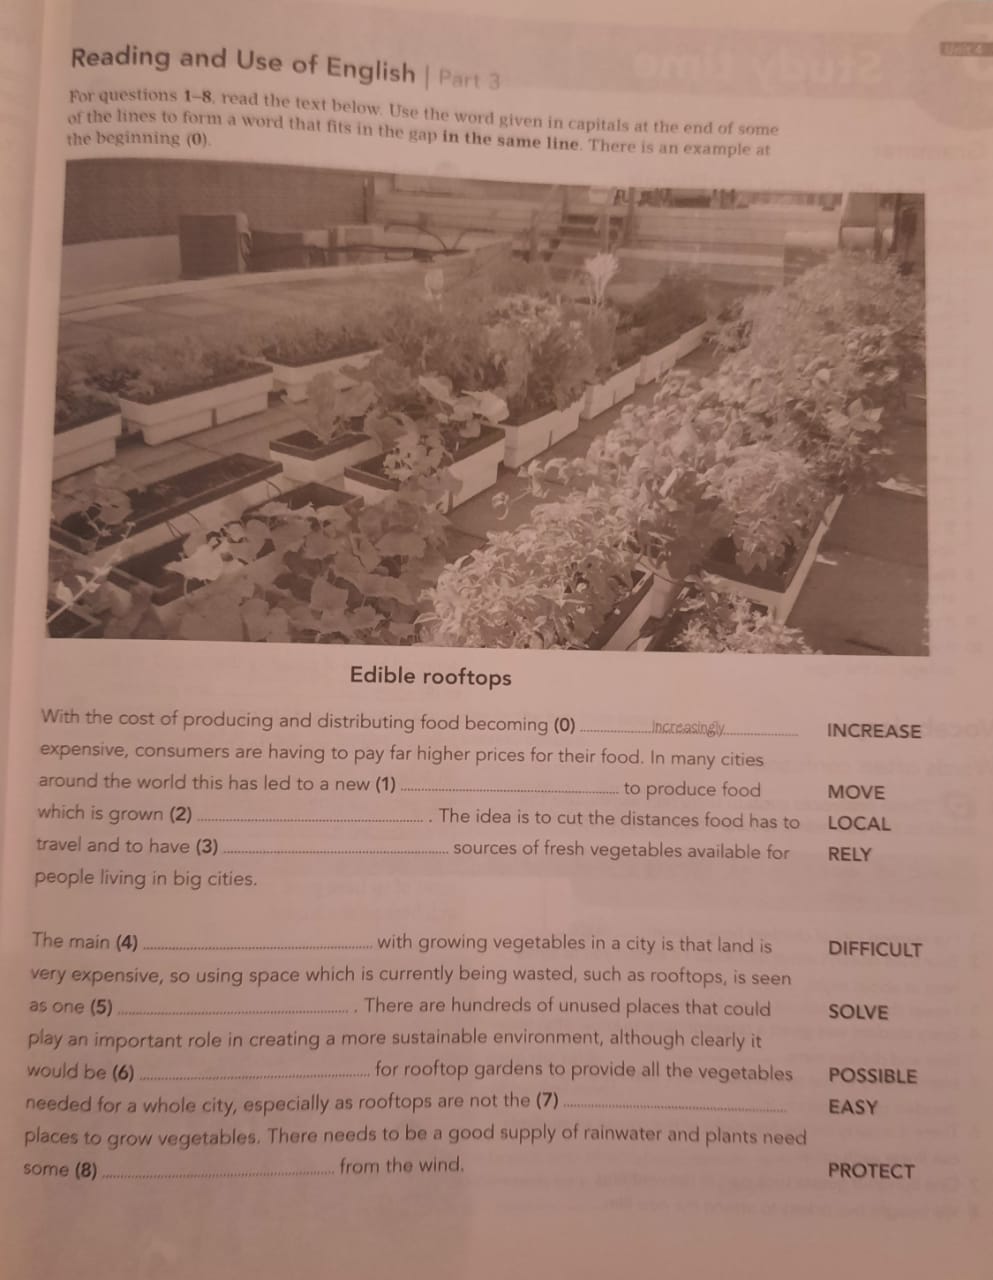 Unit 4
Reading and Use of English | Part 3
For questions 1–8, read the text below. Use the word given in capitals at the end of some
of the lines to form a word that fits in the gap in the same line. There is an example at
the beginning (0).
Edible rooftops
With the cost of producing and distributing food becoming (0) ....increasingly.... INCREASE
expensive, consumers are having to pay far higher prices for their food. In many cities
around the world this has led to a new (1) ........ to produce food MOVE
which is grown (2) ........ . The idea is to cut the distances food has to LOCAL
travel and to have (3) ........ sources of fresh vegetables available for RELY
people living in big cities.
The main (4) ........ with growing vegetables in a city is that land is DIFFICULT
very expensive, so using space which is currently being wasted, such as rooftops, is seen
as one (5) ........ . There are hundreds of unused places that could SOLVE
play an important role in creating a more sustainable environment, although clearly it
would be (6) ........ for rooftop gardens to provide all the vegetables POSSIBLE
needed for a whole city, especially as rooftops are not the (7) ........ EASY
places to grow vegetables. There needs to be a good supply of rainwater and plants need
some (8) ........ from the wind. PROTECT